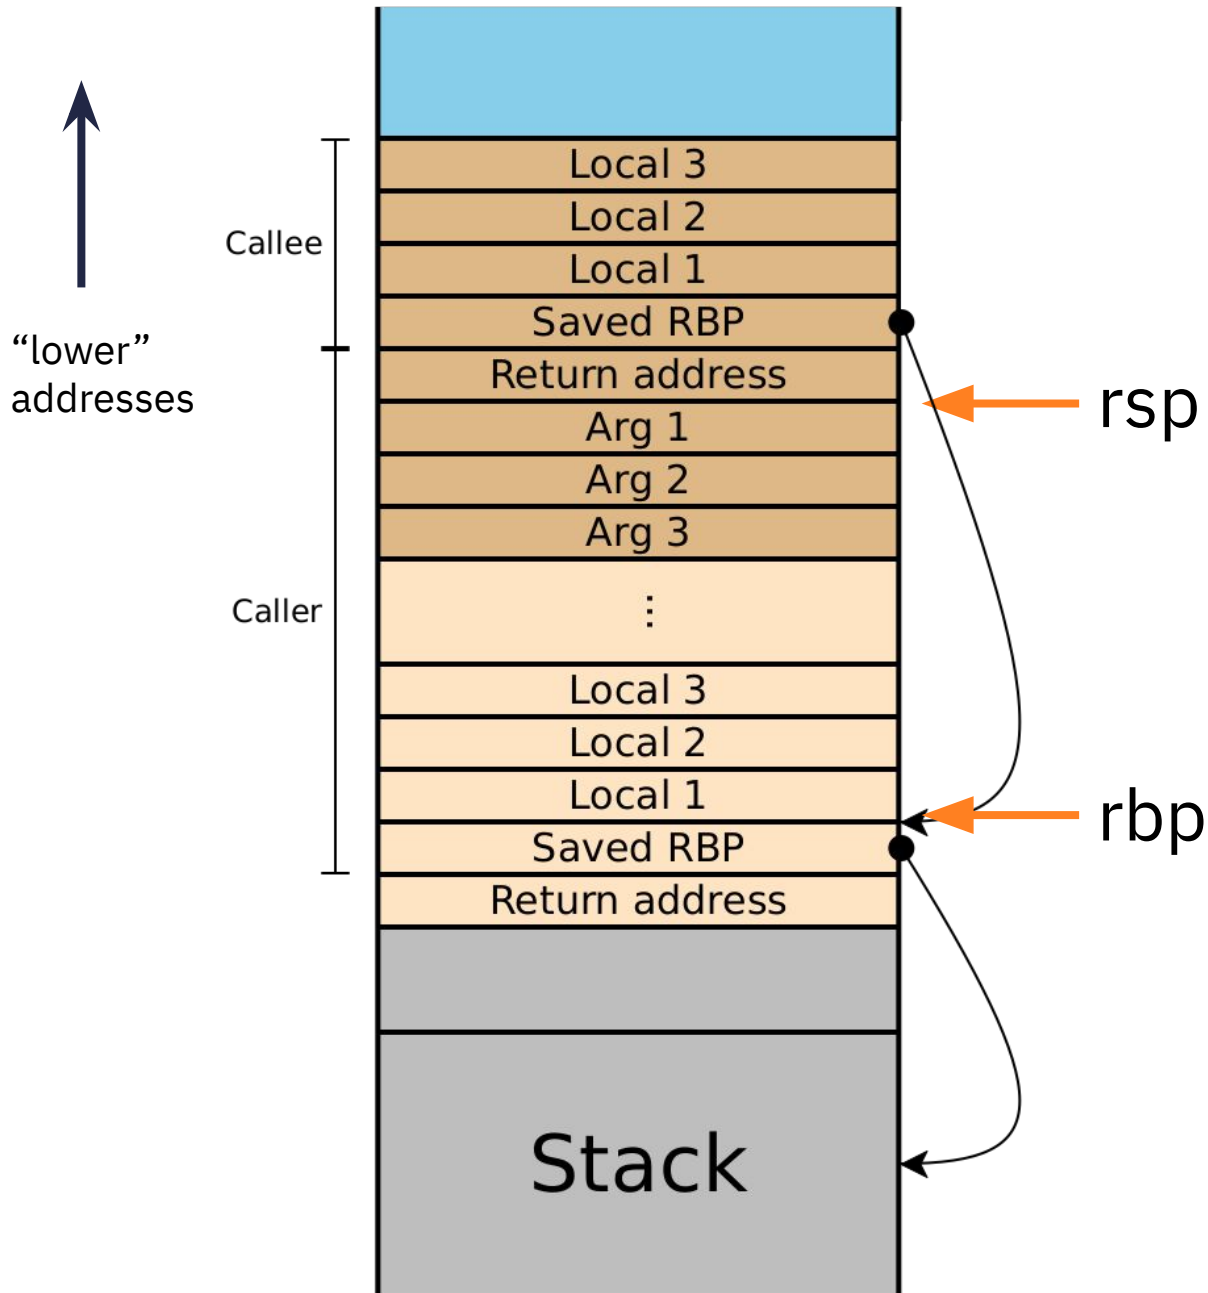 Local 3
Local 2
Callee
Local 1
Saved RBP
“lower”
addresses
Return address
rsp
Arg 1
Arg 2
Arg 3
Caller
⋮
Local 3
Local 2
Local 1
rbp
Saved RBP
Return address
Stack